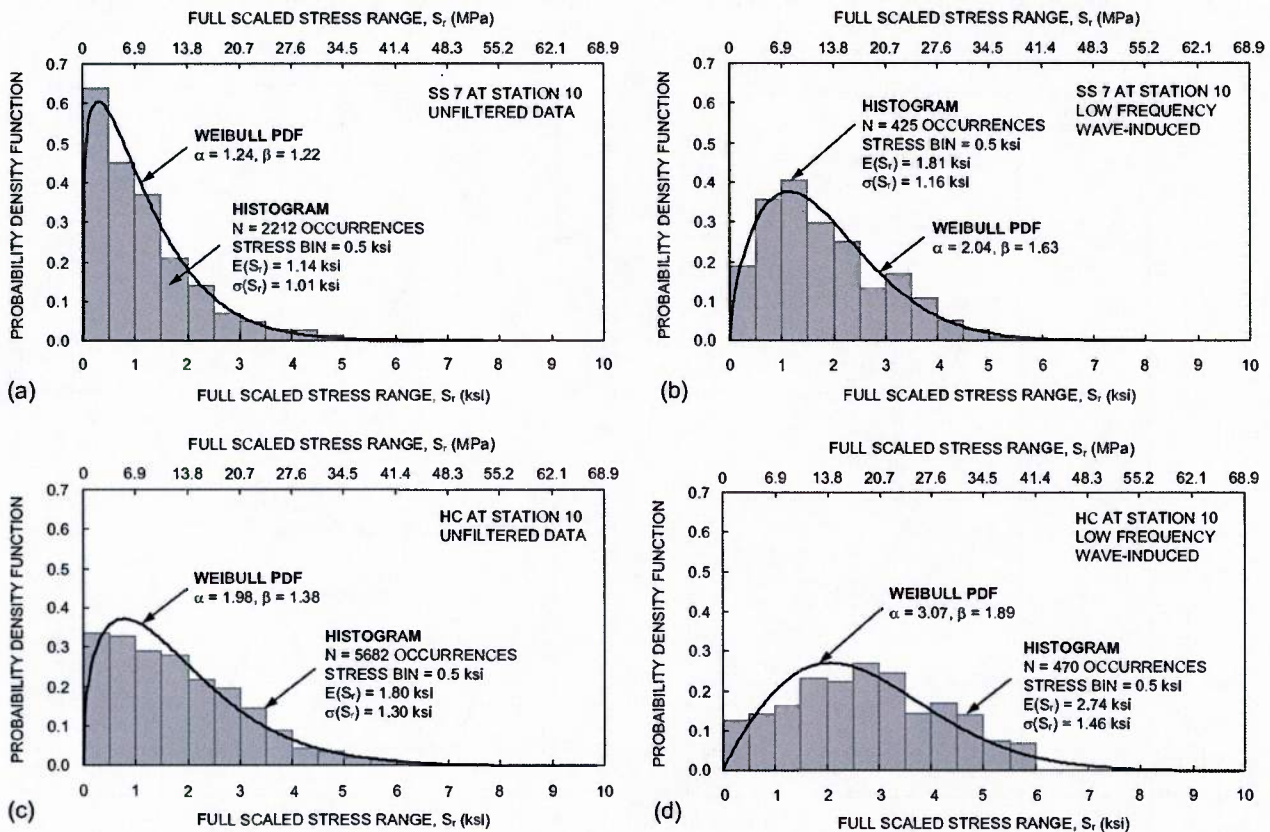 FULL SCALED STRESS RANGE, Sᵣ (MPa)
0 6.9 13.8 20.7 27.6 34.5 41.4 48.3 55.2 62.1 68.9
0.7
0.6
0.5
0.4
0.3
0.2
0.1
0.0
PROBABILITY DENSITY FUNCTION
SS 7 AT STATION 10
UNFILTERED DATA
WEIBULL PDF
α = 1.24, β = 1.22
HISTOGRAM
N = 2212 OCCURRENCES
STRESS BIN = 0.5 ksi
E(Sᵣ) = 1.14 ksi
σ(Sᵣ) = 1.01 ksi
0 1 2 3 4 5 6 7 8 9 10
(a)
FULL SCALED STRESS RANGE, Sᵣ (ksi)
FULL SCALED STRESS RANGE, Sᵣ (MPa)
0 6.9 13.8 20.7 27.6 34.5 41.4 48.3 55.2 62.1 68.9
0.7
0.6
0.5
0.4
0.3
0.2
0.1
0.0
PROBABILITY DENSITY FUNCTION
SS 7 AT STATION 10
LOW FREQUENCY
WAVE-INDUCED
HISTOGRAM
N = 425 OCCURRENCES
STRESS BIN = 0.5 ksi
E(Sᵣ) = 1.81 ksi
σ(Sᵣ) = 1.16 ksi
WEIBULL PDF
α = 2.04, β = 1.63
0 1 2 3 4 5 6 7 8 9 10
(b)
FULL SCALED STRESS RANGE, Sᵣ (ksi)
FULL SCALED STRESS RANGE, Sᵣ (MPa)
0 6.9 13.8 20.7 27.6 34.5 41.4 48.3 55.2 62.1 68.9
0.7
0.6
0.5
0.4
0.3
0.2
0.1
0.0
PROBABILITY DENSITY FUNCTION
HC AT STATION 10
UNFILTERED DATA
WEIBULL PDF
α = 1.98, β = 1.38
HISTOGRAM
N = 5682 OCCURRENCES
STRESS BIN = 0.5 ksi
E(Sᵣ) = 1.80 ksi
σ(Sᵣ) = 1.30 ksi
0 1 2 3 4 5 6 7 8 9 10
(c)
FULL SCALED STRESS RANGE, Sᵣ (ksi)
FULL SCALED STRESS RANGE, Sᵣ (MPa)
0 6.9 13.8 20.7 27.6 34.5 41.4 48.3 55.2 62.1 68.9
0.7
0.6
0.5
0.4
0.3
0.2
0.1
0.0
PROBABILITY DENSITY FUNCTION
HC AT STATION 10
LOW FREQUENCY
WAVE-INDUCED
WEIBULL PDF
α = 3.07, β = 1.89
HISTOGRAM
N = 470 OCCURRENCES
STRESS BIN = 0.5 ksi
E(Sᵣ) = 2.74 ksi
σ(Sᵣ) = 1.46 ksi
0 1 2 3 4 5 6 7 8 9 10
(d)
FULL SCALED STRESS RANGE, Sᵣ (ksi)